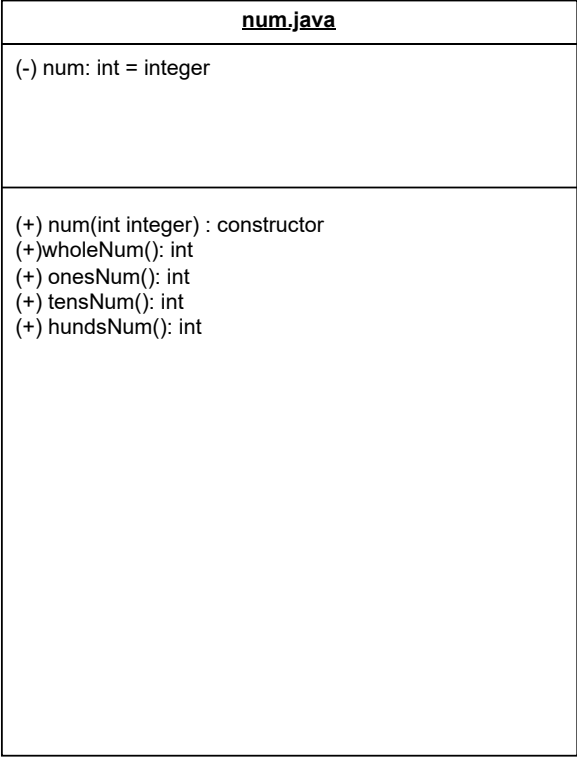 num.java
(-) num: int = integer
(+) num(int integer) : constructor
(+)wholeNum(): int
(+) onesNum(): int
(+) tensNum(): int
(+) hundsNum(): int